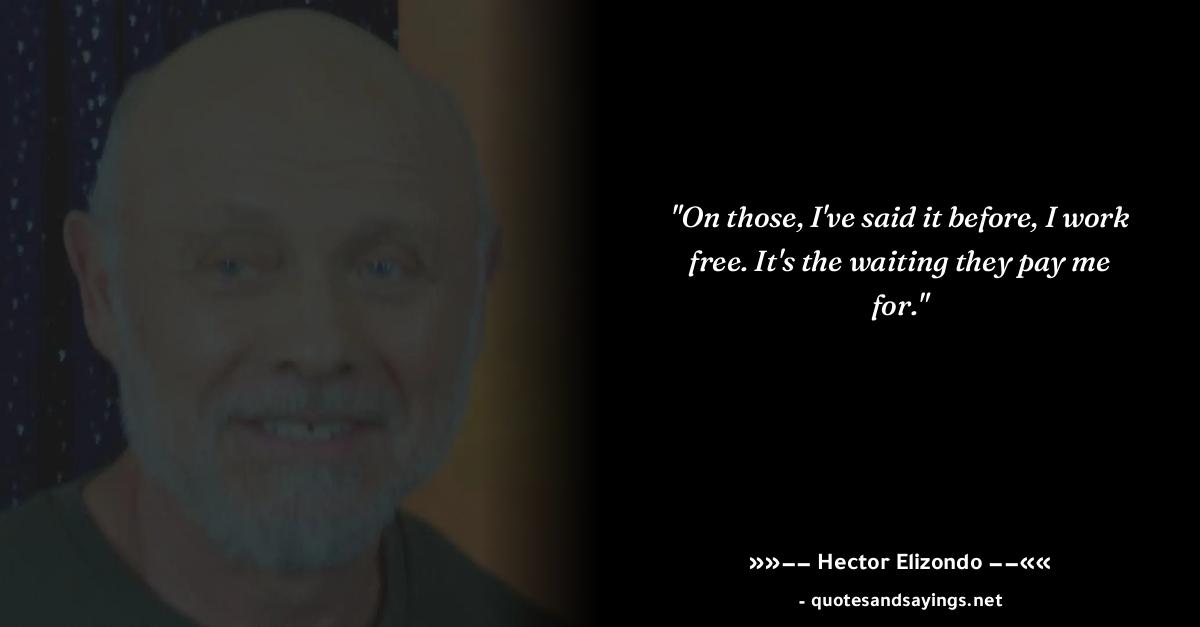 "On those, I've said it before, I work
free. It's the waiting they pay me
for."
»»–– Hector Elizondo ––««
- quotesandsayings.net